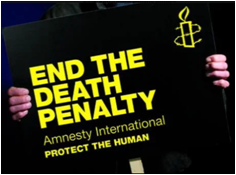 END THE
DEATH
PENALTY
Amnesty International
PROTECT THE HUMAN